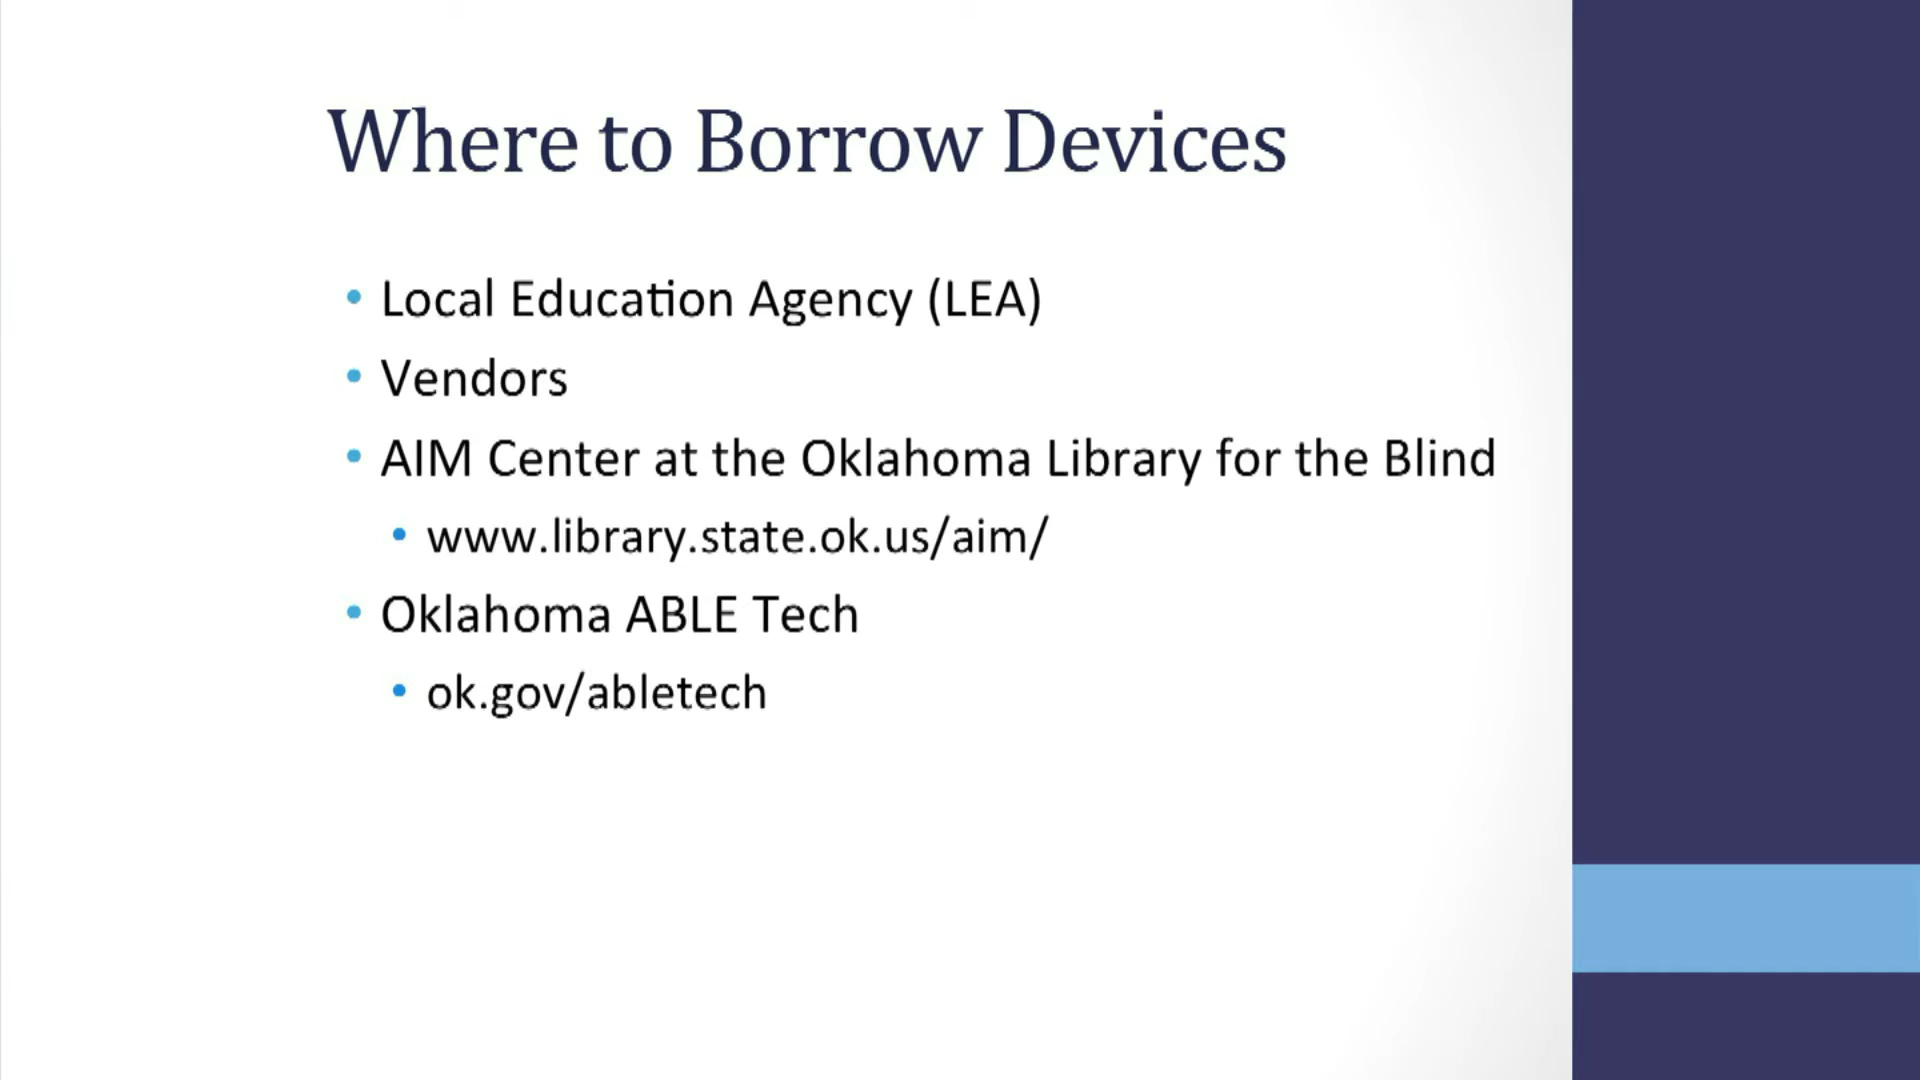 Where to Borrow Devices
• Local Education Agency (LEA)
• Vendors
• AIM Center at the Oklahoma Library for the Blind
• www.library.state.ok.us/aim/
• Oklahoma ABLE Tech
• ok.gov/abletech